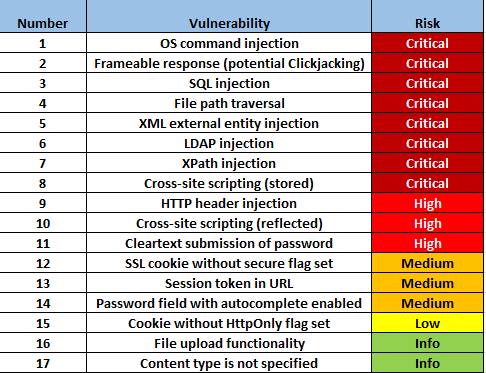 Number Vulnerability Risk
1 OS command injection Critical
2 Frameable response (potential Clickjacking) Critical
3 SQL injection Critical
4 File path traversal Critical
5 XML external entity injection Critical
6 LDAP injection Critical
7 XPath injection Critical
8 Cross-site scripting (stored) Critical
9 HTTP header injection High
10 Cross-site scripting (reflected) High
11 Cleartext submission of password High
12 SSL cookie without secure flag set Medium
13 Session token in URL Medium
14 Password field with autocomplete enabled Medium
15 Cookie without HttpOnly flag set Low
16 File upload functionality Info
17 Content type is not specified Info